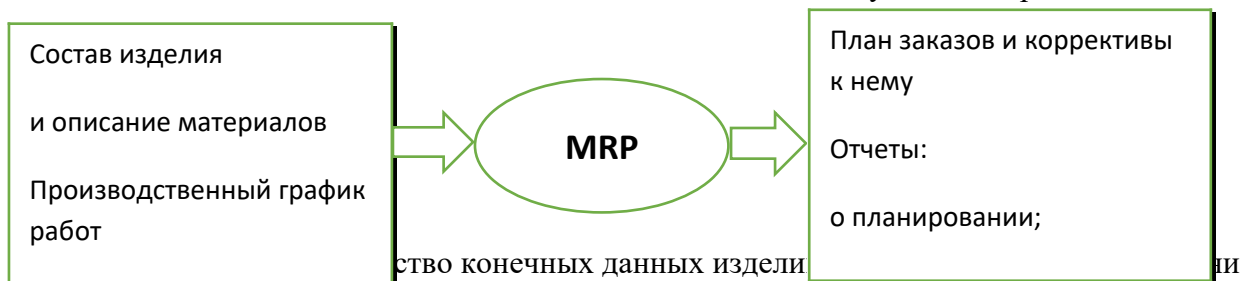 Состав изделия
и описание материалов
Производственный график
работ
MRP
План заказов и коррективы
к нему
Отчеты:
о планировании;
ство конечных данных издели